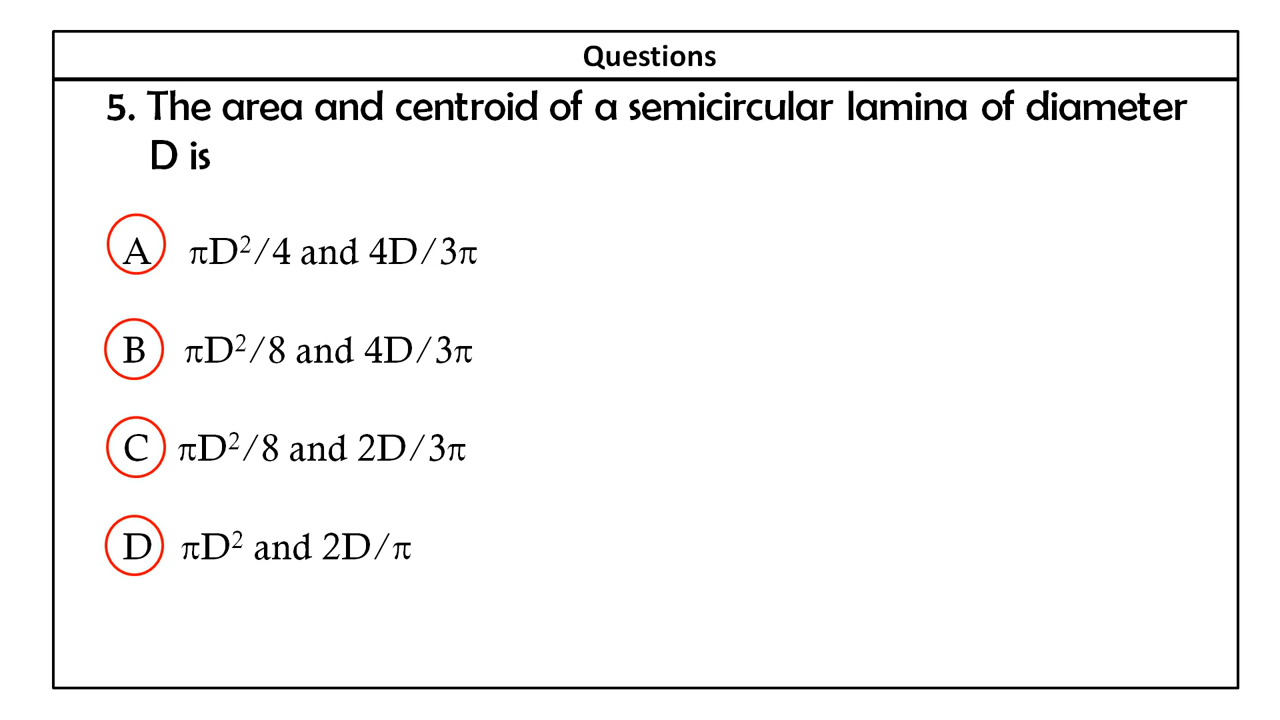 Questions
5. The area and centroid of a semicircular lamina of diameter
D is
A πD²/4 and 4D/3π
B πD²/8 and 4D/3π
C πD²/8 and 2D/3π
D πD² and 2D/π